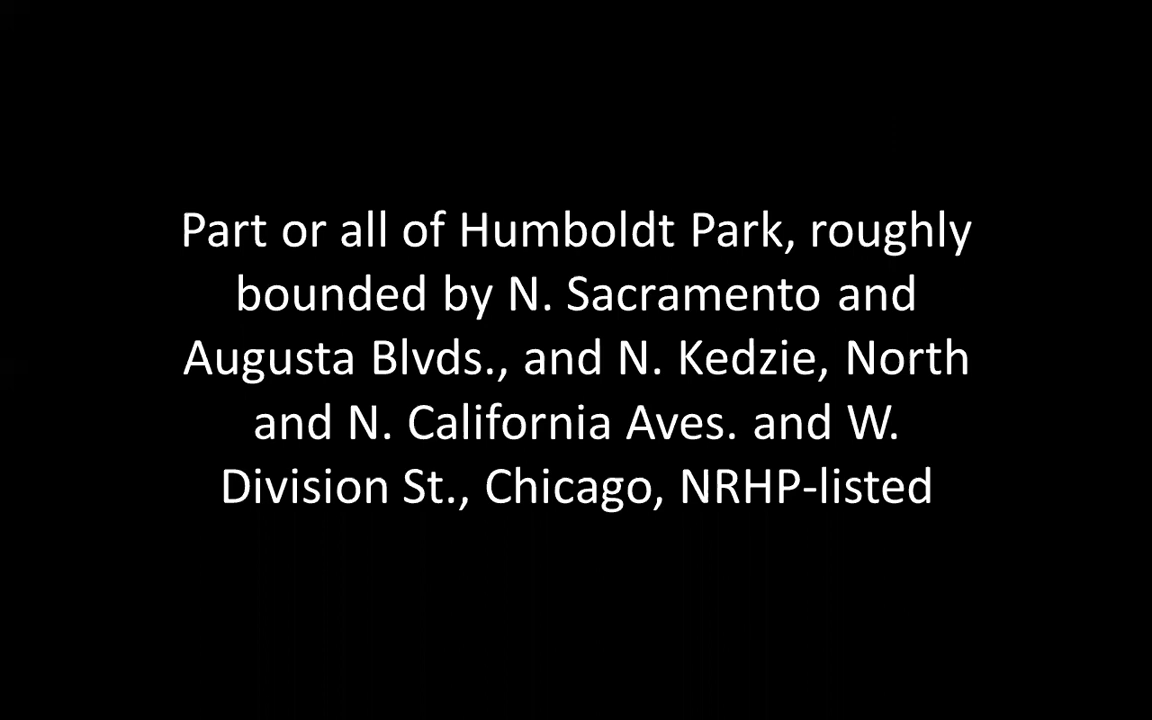 Part or all of Humboldt Park, roughly
bounded by N. Sacramento and
Augusta Blvds., and N. Kedzie, North
and N. California Aves. and W.
Division St., Chicago, NRHP-listed